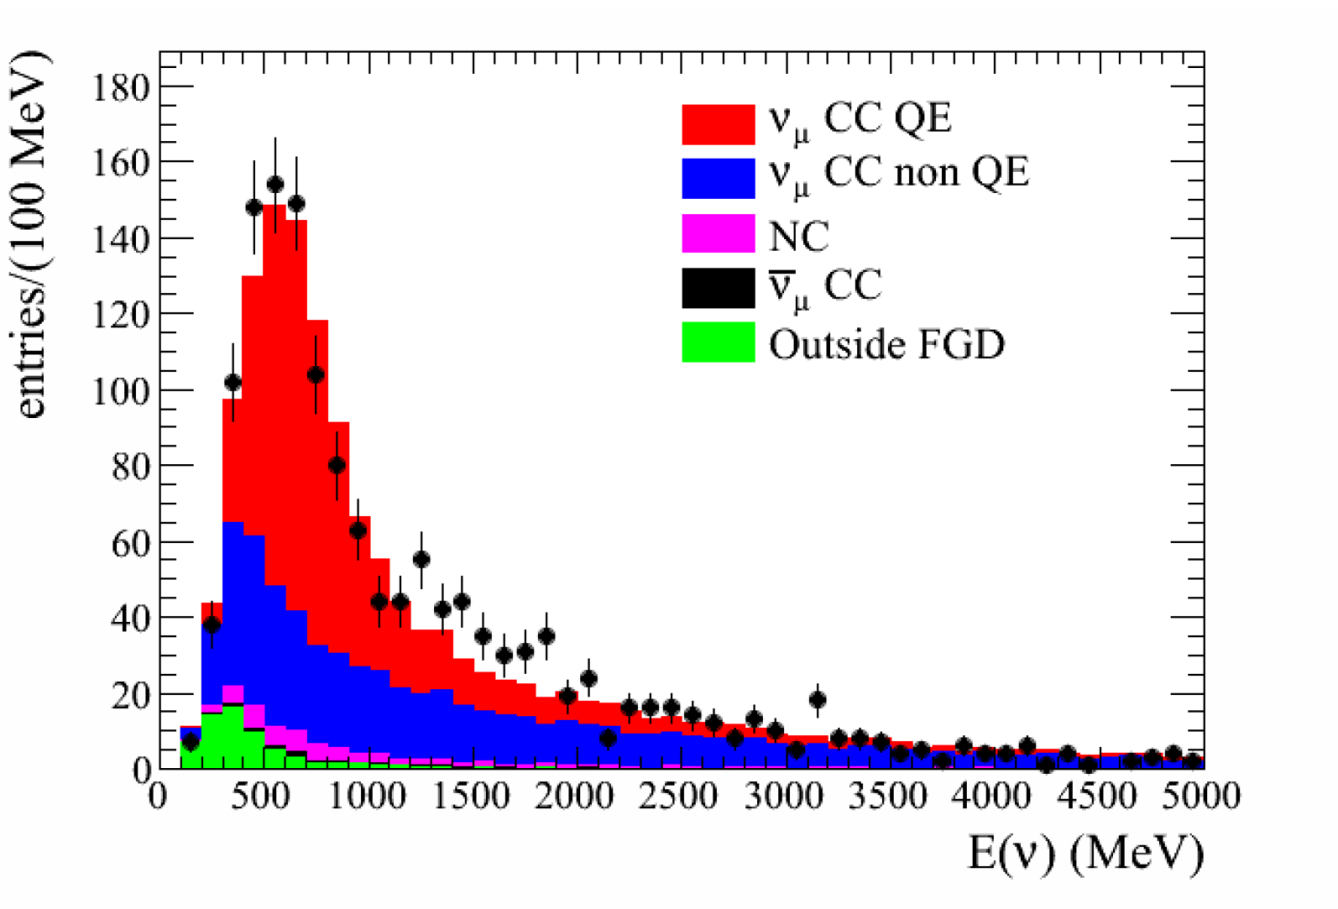 entries/(100 MeV)
180
160
140
120
100
80
60
40
20
0
νμ CC QE
νμ CC non QE
NC
ν̅μ CC
Outside FGD
0 500 1000 1500 2000 2500 3000 3500 4000 4500 5000
E(ν) (MeV)